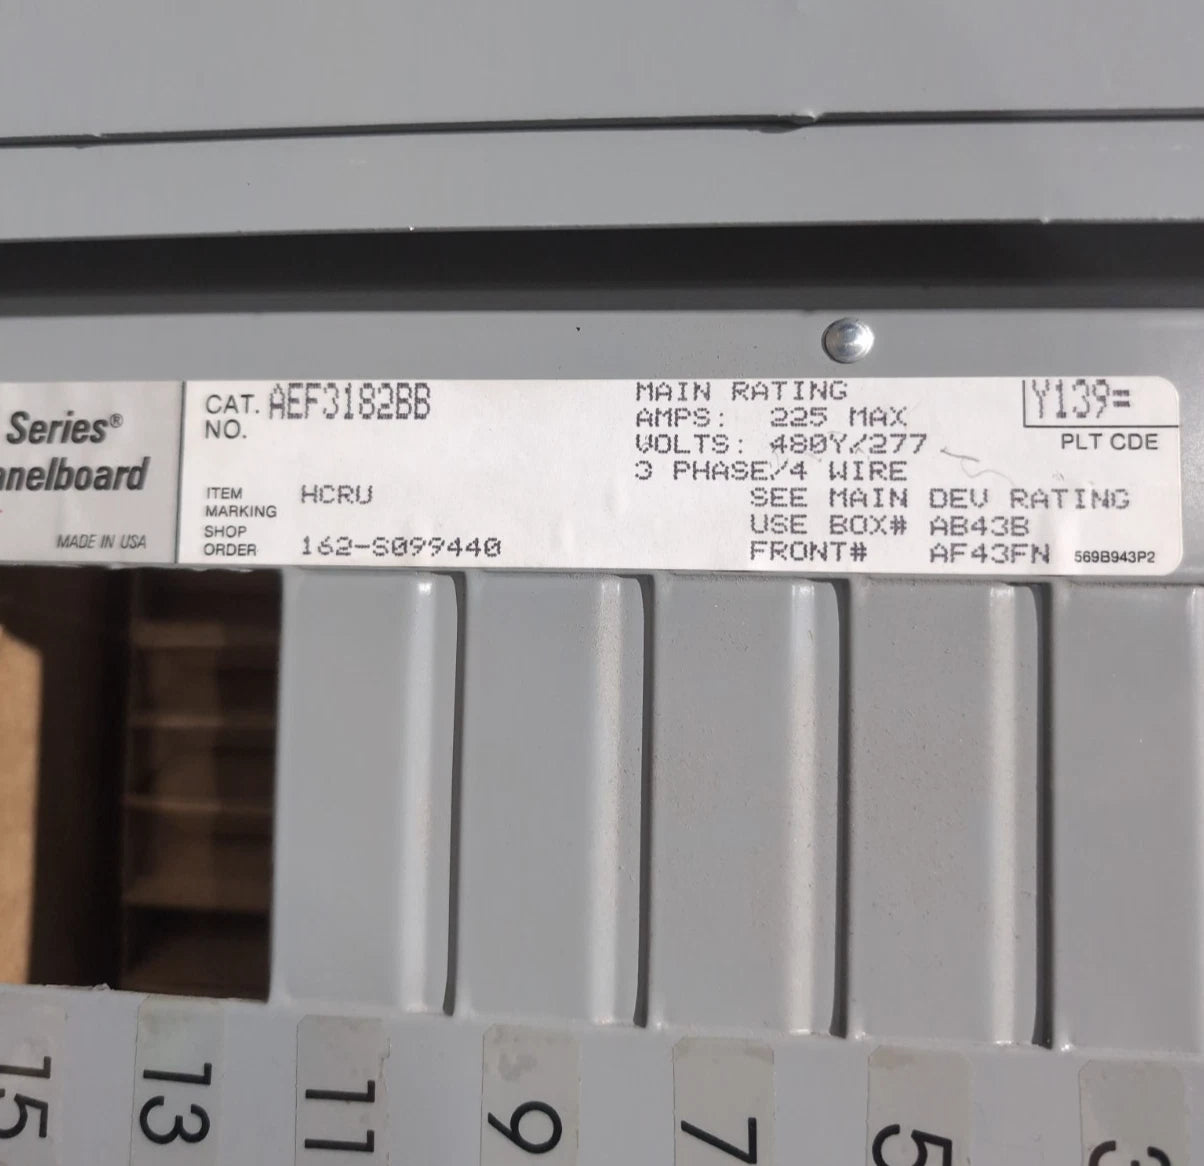 Series®
anelboard
MADE IN USA
CAT. NO. AEF3182BB
ITEM MARKING HCRU
SHOP ORDER 162-S099440
MAIN RATING
AMPS: 225 MAX
VOLTS: 480Y/277
3 PHASE/4 WIRE
SEE MAIN DEV RATING
USE BOX# AB43B
FRONT# AF43FN
Y139=
PLT CDE
569B943P2
15 13 11 9 7 5 3